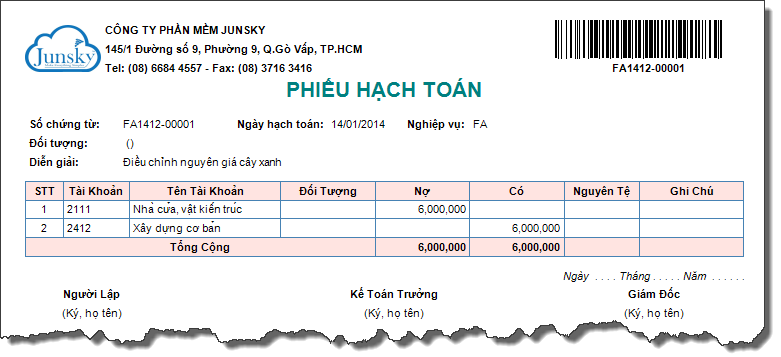 Junsky
CÔNG TY PHẦN MỀM JUNSKY
145/1 Đường số 9, Phường 9, Q.Gò Vấp, TP.HCM
Tel: (08) 6684 4557 - Fax: (08) 3716 3416
FA1412-00001
PHIẾU HẠCH TOÁN
Số chứng từ: FA1412-00001 Ngày hạch toán: 14/01/2014 Nghiệp vụ: FA
Đối tượng: ()
Diễn giải: Điều chỉnh nguyên giá cây xanh
STT Tài Khoản Tên Tài Khoản Đối Tượng Nợ Có Nguyên Tệ Ghi Chú
1 2111 Nhà cửa, vật kiến trúc 6,000,000
2 2412 Xây dựng cơ bản 6,000,000
Tổng Cộng 6,000,000 6,000,000
Ngày .... Tháng ..... Năm ......
Người Lập Kế Toán Trưởng Giám Đốc
(Ký, họ tên) (Ký, họ tên) (Ký, họ tên)